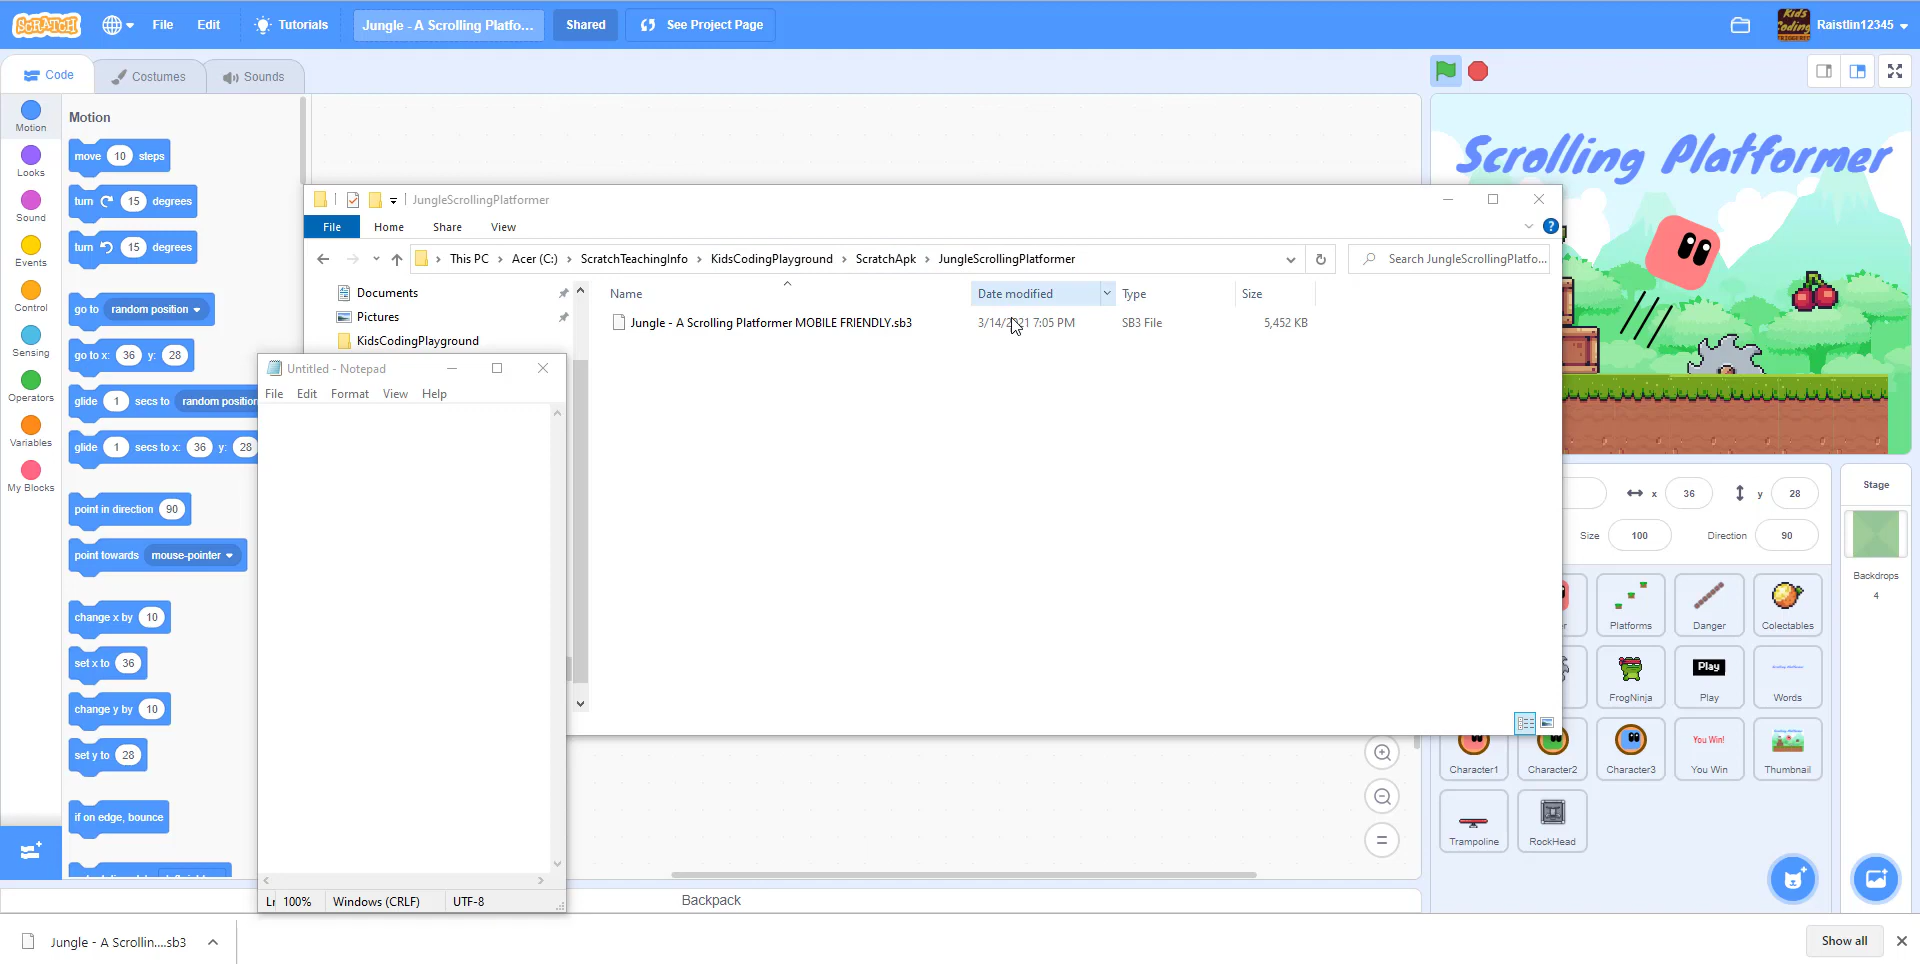 SCRATCH
File
Edit
Tutorials
Jungle - A Scrolling Platfo...
Shared
See Project Page
Kids Coding
Raistlin12345
Code
Costumes
Sounds
Motion
Looks
Sound
Events
Control
Sensing
Operators
Variables
My Blocks
Motion
move 10 steps
turn 15 degrees
turn 15 degrees
go to random position
go to x: 36 y: 28
glide 1 secs to random position
glide 1 secs to x: 36 y: 28
point in direction 90
point towards mouse-pointer
change x by 10
set x to 36
change y by 10
set y to 28
if on edge, bounce
JungleScrollingPlatformer
File
Home
Share
View
This PC > Acer (C:) > ScratchTeachingInfo > KidsCodingPlayground > ScratchApk > JungleScrollingPlatformer
Search JungleScrollingPlatfo...
Documents
Pictures
KidsCodingPlayground
Name
Date modified
Type
Size
Jungle - A Scrolling Platformer MOBILE FRIENDLY.sb3
3/14/2021 7:05 PM
SB3 File
5,452 KB
Untitled - Notepad
File
Edit
Format
View
Help
100%
Windows (CRLF)
UTF-8
Scrolling Platformer
x 36
y 28
Size 100
Direction 90
Stage
Backdrops
4
Platforms
Danger
Colectables
FrogNinja
Play
Play
Words
Character1
Character2
Character3
You Win!
You Win
Thumbnail
Trampoline
RockHead
Backpack
Jungle - A Scrollin....sb3
Show all